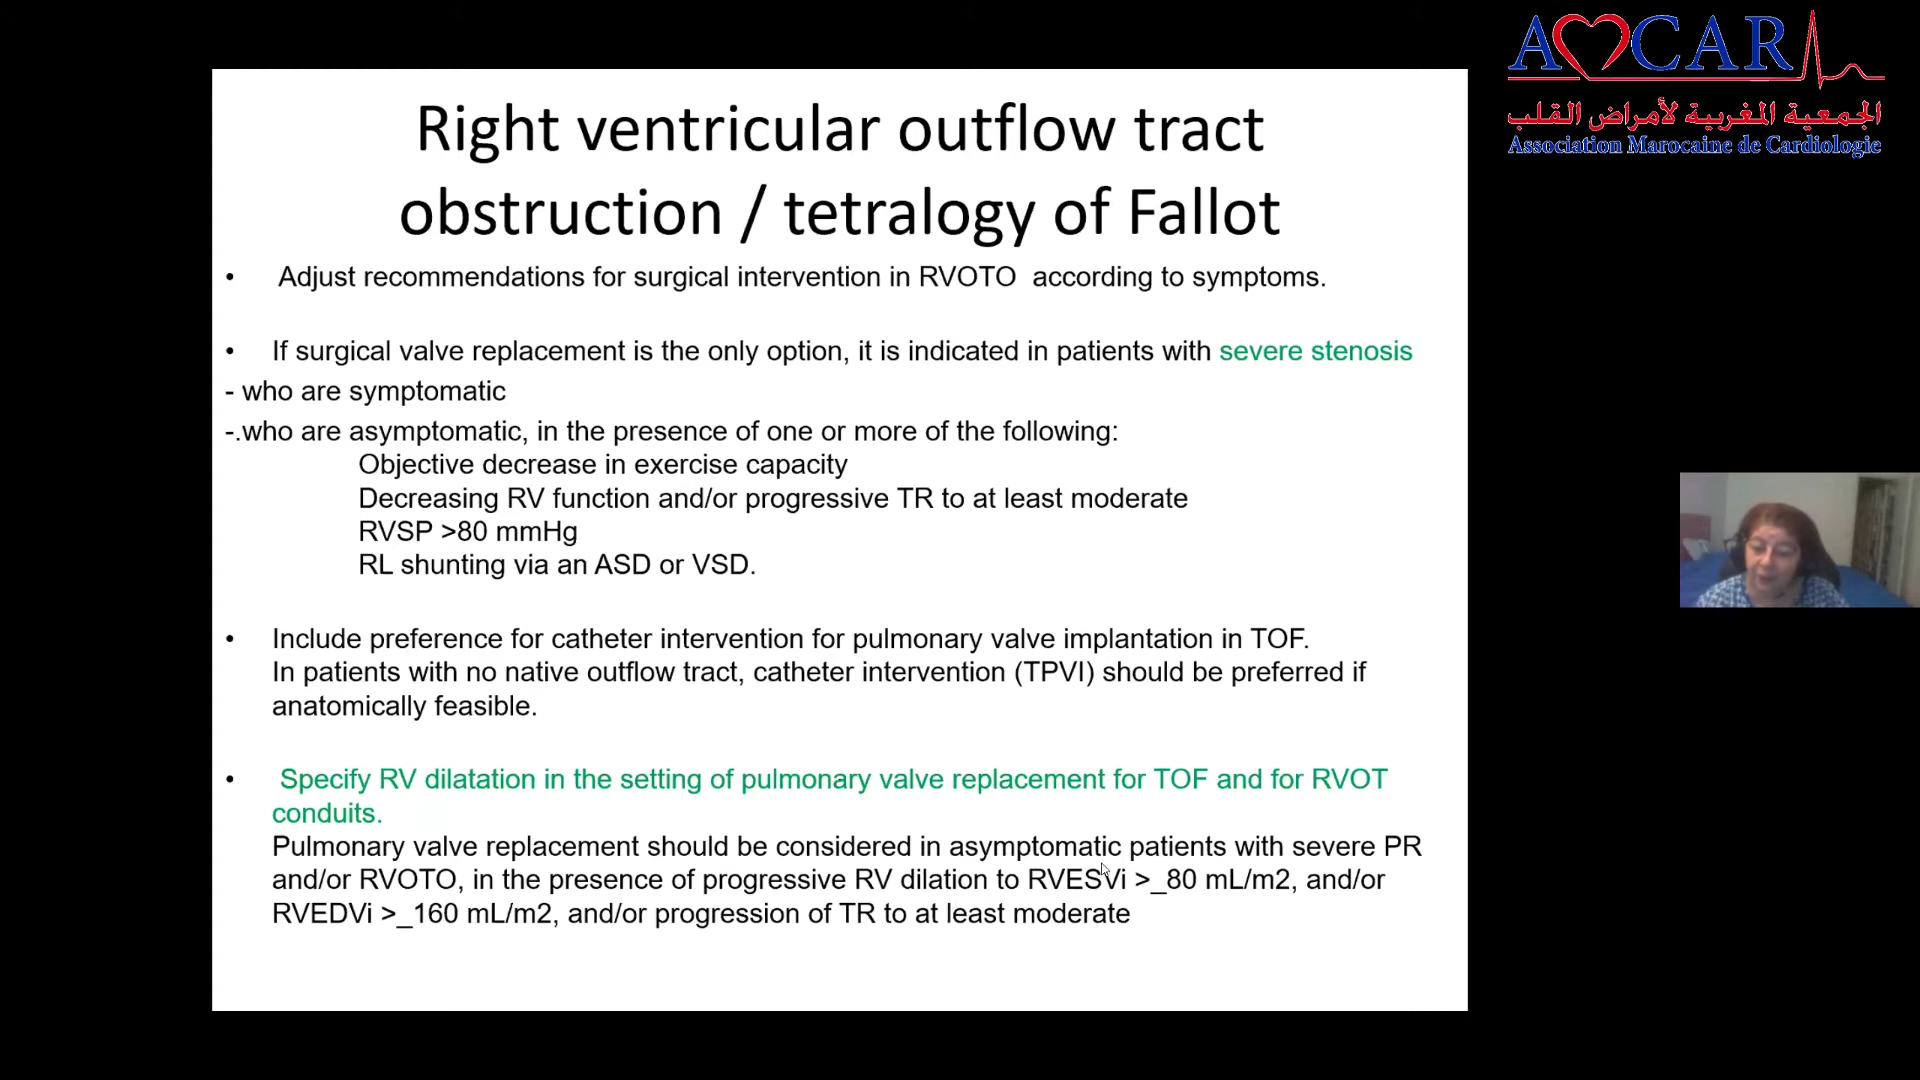 AMCAR
الجمعية المغربية لأمراض القلب
Association Marocaine de Cardiologie
Right ventricular outflow tract
obstruction / tetralogy of Fallot
• Adjust recommendations for surgical intervention in RVOTO according to symptoms.
• If surgical valve replacement is the only option, it is indicated in patients with severe stenosis
- who are symptomatic
-.who are asymptomatic, in the presence of one or more of the following:
Objective decrease in exercise capacity
Decreasing RV function and/or progressive TR to at least moderate
RVSP >80 mmHg
RL shunting via an ASD or VSD.
• Include preference for catheter intervention for pulmonary valve implantation in TOF.
In patients with no native outflow tract, catheter intervention (TPVI) should be preferred if
anatomically feasible.
• Specify RV dilatation in the setting of pulmonary valve replacement for TOF and for RVOT
conduits.
Pulmonary valve replacement should be considered in asymptomatic patients with severe PR
and/or RVOTO, in the presence of progressive RV dilation to RVESVi >_80 mL/m2, and/or
RVEDVi >_160 mL/m2, and/or progression of TR to at least moderate